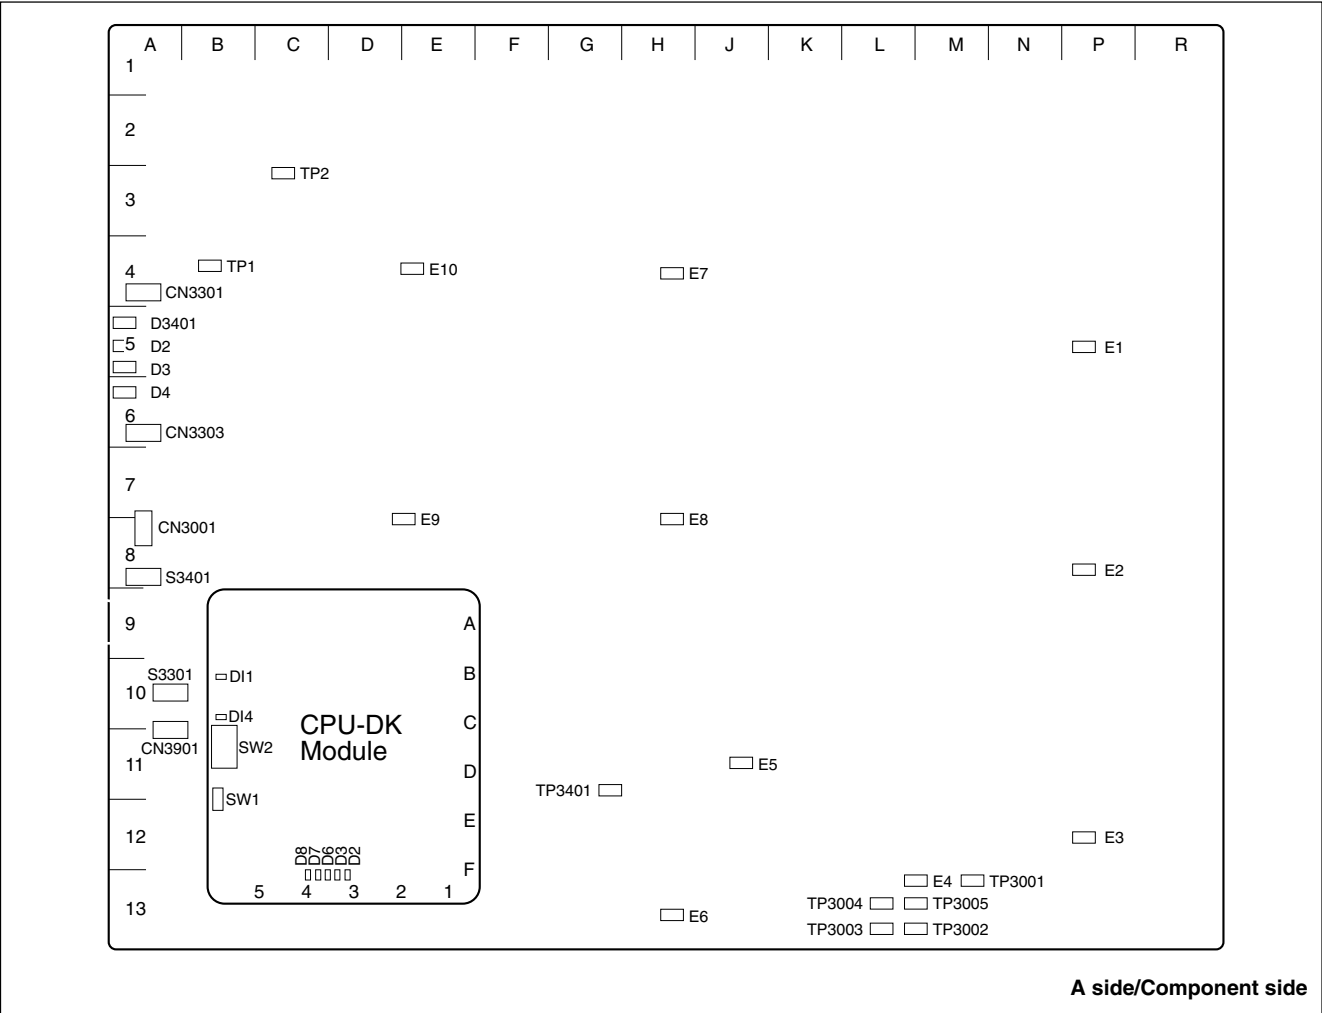 A B C D E F G H J K L M N P R
1
2
TP2
3
TP1
E10
E7
4
CN3301
D3401
5
D2
E1
D3
D4
6
CN3303
7
E9
E8
CN3001
8
E2
S3401
9
A
S3301
DI1
B
10
DI4
CPU-DK
Module
C
CN3901
SW2
11
D
E5
TP3401
SW1
E
12
E3
D8
D7
D6
D3
D2
F
5 4 3 2 1
E4
TP3001
13
TP3004
TP3005
E6
TP3003
TP3002
A side/Component side